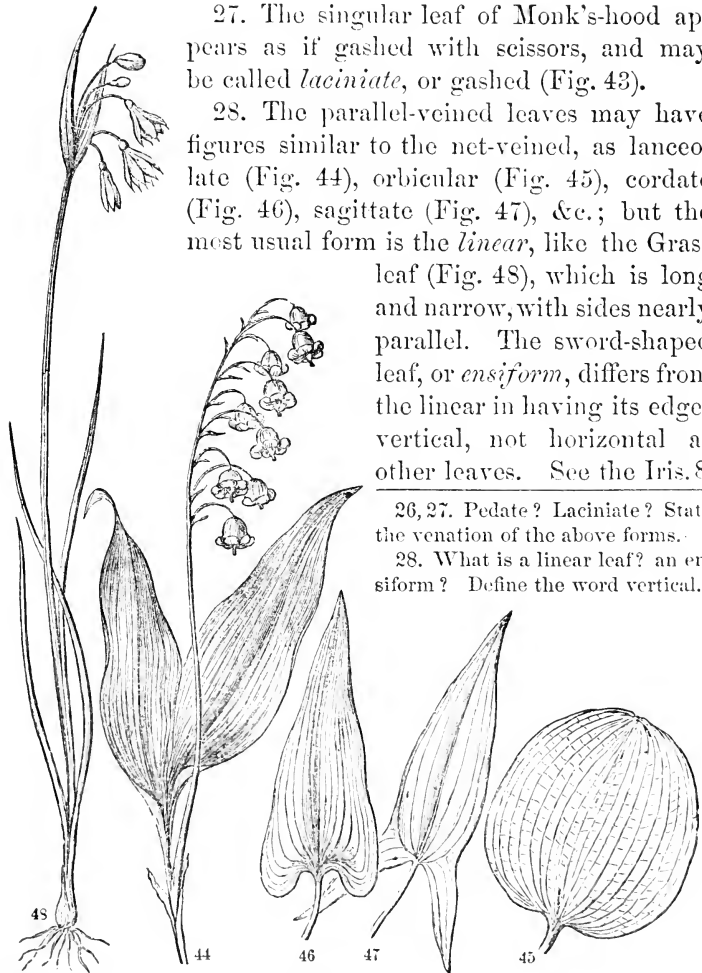 27. The singular leaf of Monk's-hood ap
pears as if gashed with scissors, and may
be called laciniate, or gashed (Fig. 43).
28. The parallel-veined leaves may have
figures similar to the net-veined, as lanceo
late (Fig. 44), orbicular (Fig. 45), cordate
(Fig. 46), sagittate (Fig. 47), &c.; but the
most usual form is the linear, like the Gras
leaf (Fig. 48), which is long
and narrow, with sides nearly
parallel. The sword-shaped
leaf, or ensiform, differs from
the linear in having its edge
vertical, not horizontal a
other leaves. See the Iris. 8
26, 27. Pedate? Laciniate? Stat
the venation of the above forms.
28. What is a linear leaf? an en
siform? Define the word vertical.
48
44
46
47
45